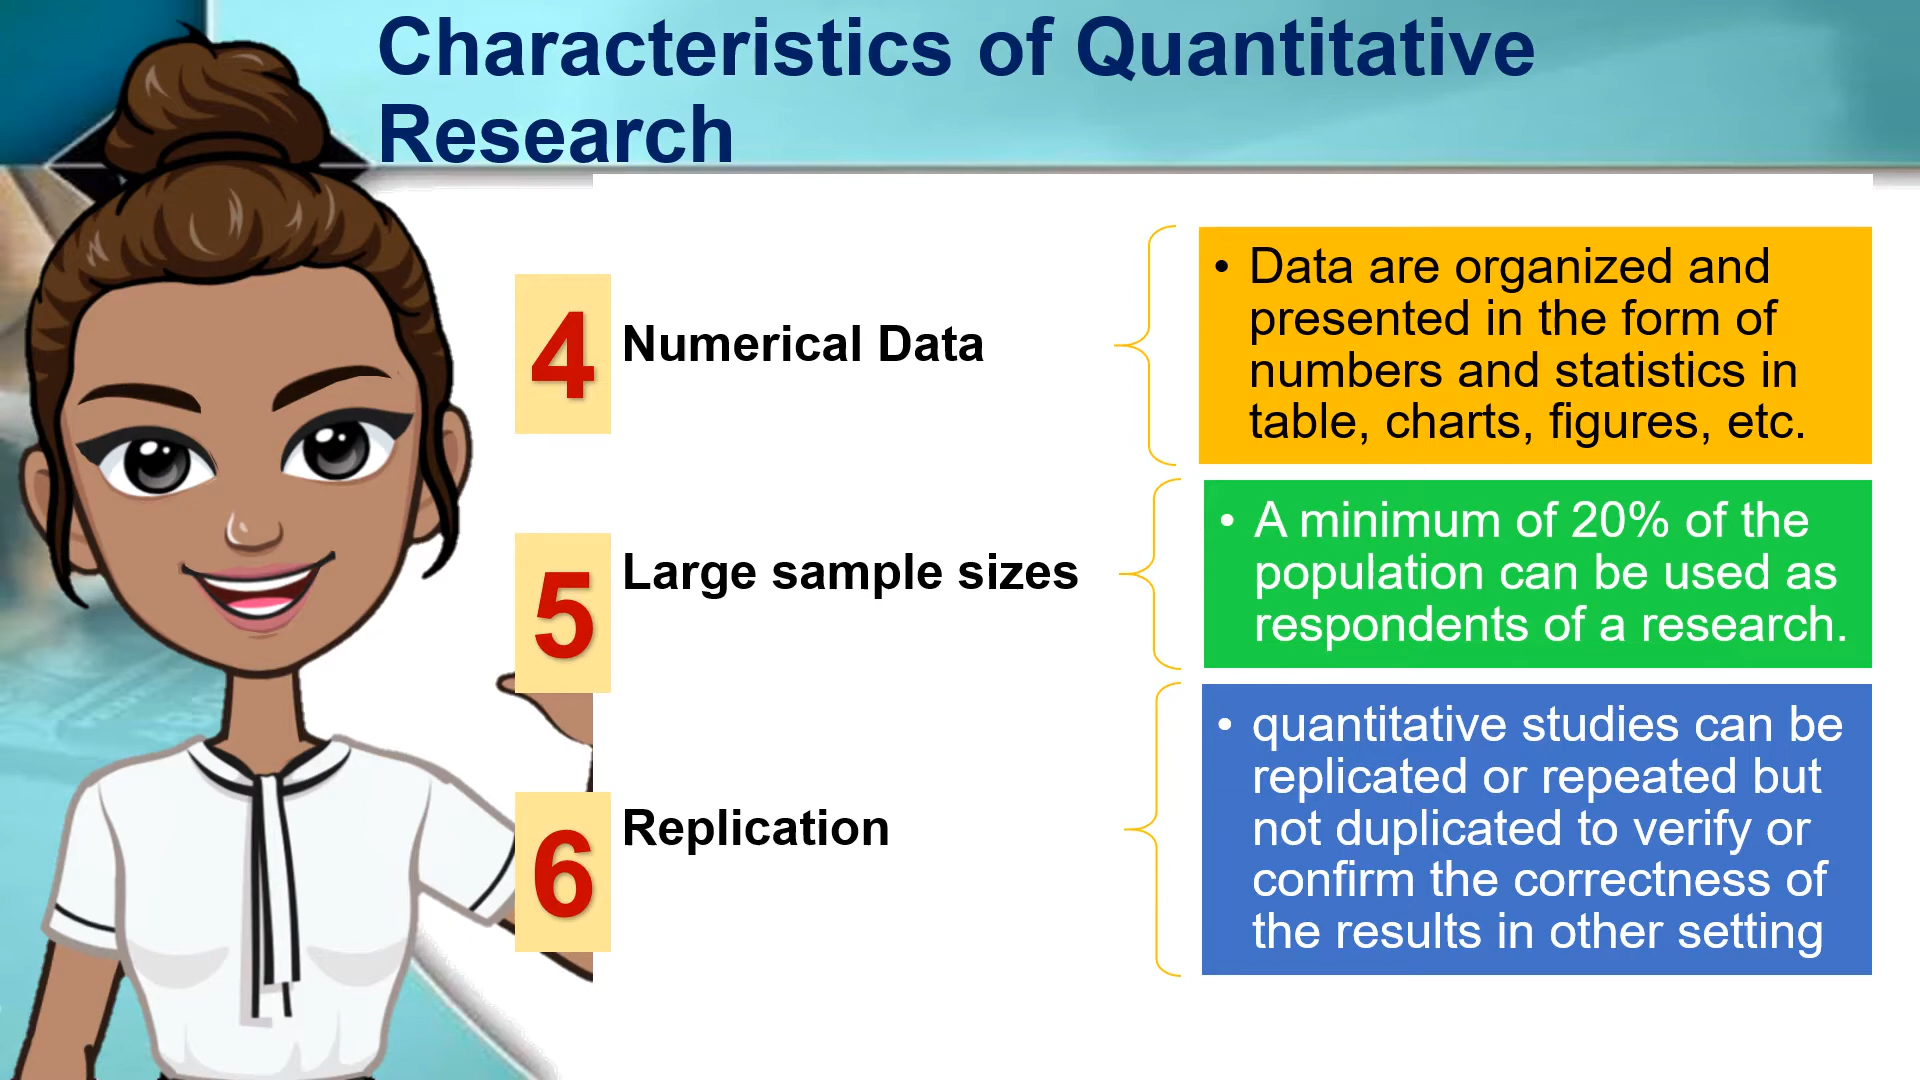 Characteristics of Quantitative
Research
4
Numerical Data
• Data are organized and
presented in the form of
numbers and statistics in
table, charts, figures, etc.
5
Large sample sizes
• A minimum of 20% of the
population can be used as
respondents of a research.
6
Replication
• quantitative studies can be
replicated or repeated but
not duplicated to verify or
confirm the correctness of
the results in other setting